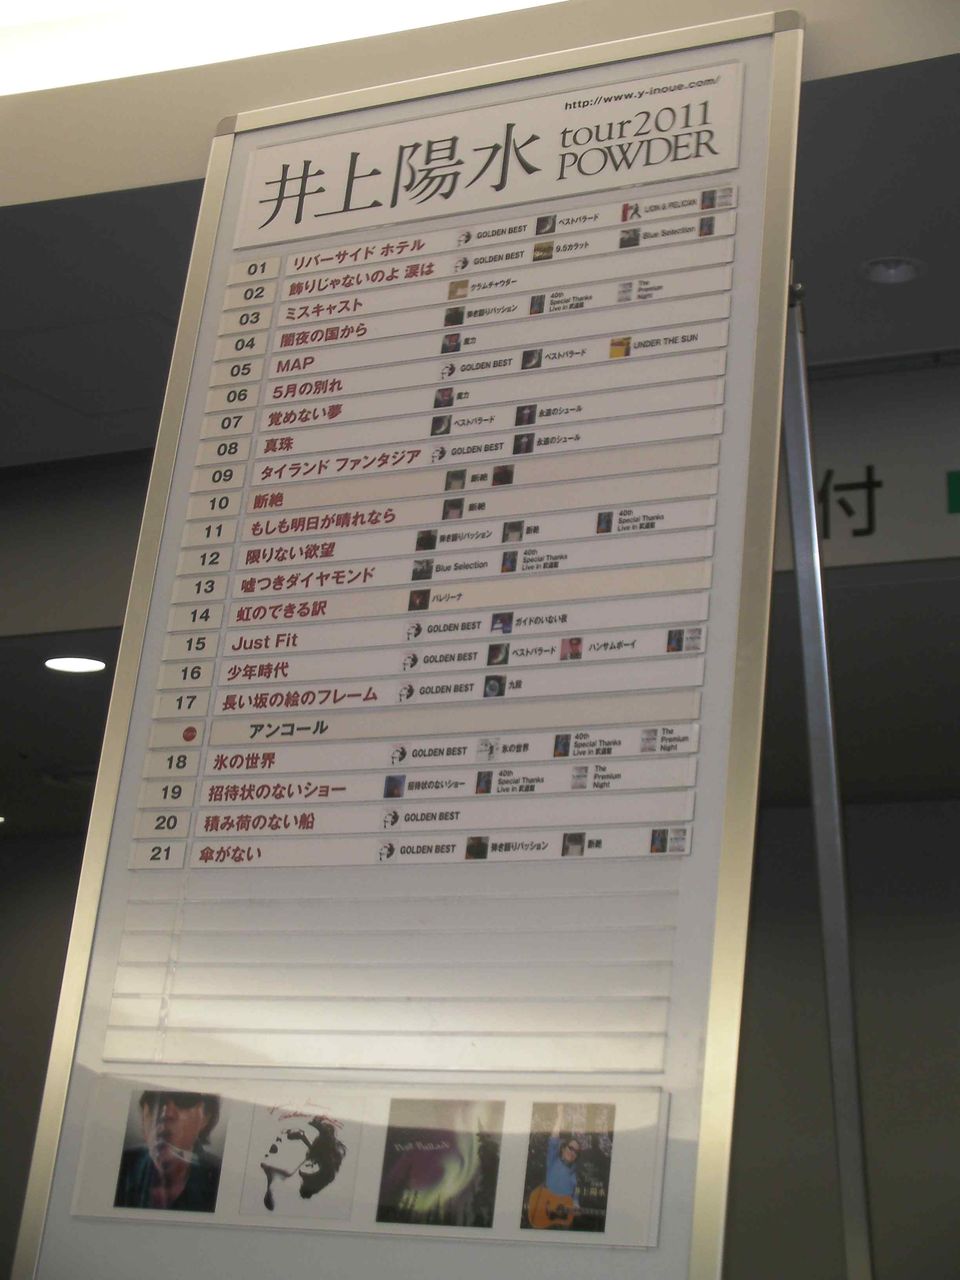 http://www.y-inoue.com/
井上陽水 tour2011 POWDER
01 リバーサイド ホテル GOLDEN BEST ベストバラード LION & PELICAN
02 飾りじゃないのよ 涙は GOLDEN BEST 9.5カラット Blue Selection
03 ミスキャスト クラムチャウダー
04 闇夜の国から 弾き語りパッション 40th Special Thanks Live in 武道館 The Premium Night
05 MAP 魔力
06 5月の別れ GOLDEN BEST ベストバラード UNDER THE SUN
07 覚めない夢 魔力
08 真珠 ベストバラード 永遠のシュール
09 タイランド ファンタジア GOLDEN BEST 永遠のシュール
10 断絶 断絶
11 もしも明日が晴れなら 断絶
12 限りない欲望 弾き語りパッション 断絶 40th Special Thanks Live in 武道館
13 嘘つきダイヤモンド Blue Selection 40th Special Thanks Live in 武道館
14 虹のできる訳 バレリーナ
15 Just Fit GOLDEN BEST ガイドのいない夜
16 少年時代 GOLDEN BEST ベストバラード ハンサムボーイ
17 長い坂の絵のフレーム GOLDEN BEST 九段
アンコール
18 氷の世界 GOLDEN BEST 氷の世界 40th Special Thanks Live in 武道館 The Premium Night
19 招待状のないショー 招待状のないショー 40th Special Thanks Live in 武道館 The Premium Night
20 積み荷のない船 GOLDEN BEST
21 傘がない GOLDEN BEST 弾き語りパッション 断絶
付
井上陽水